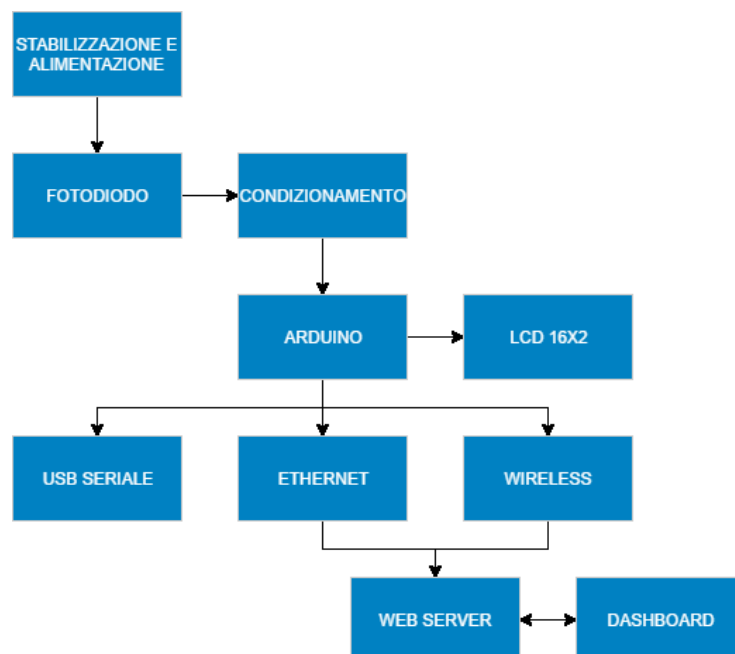 STABILIZZAZIONE E
ALIMENTAZIONE
FOTODIODO
CONDIZIONAMENTO
ARDUINO
LCD 16X2
USB SERIALE
ETHERNET
WIRELESS
WEB SERVER
DASHBOARD